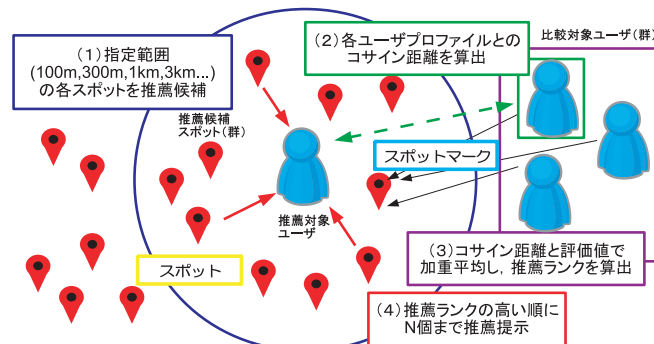 (1)指定範囲
(100m,300m,1km,3km...)
の各スポットを推薦候補
(2)各ユーザプロファイルとの
コサイン距離を算出
比較対象ユーザ(群)
推薦候補
スポット(群)
スポットマーク
推薦対象
ユーザ
スポット
(3)コサイン距離と評価値で
加重平均し，推薦ランクを算出
(4)推薦ランクの高い順に
N個まで推薦提示